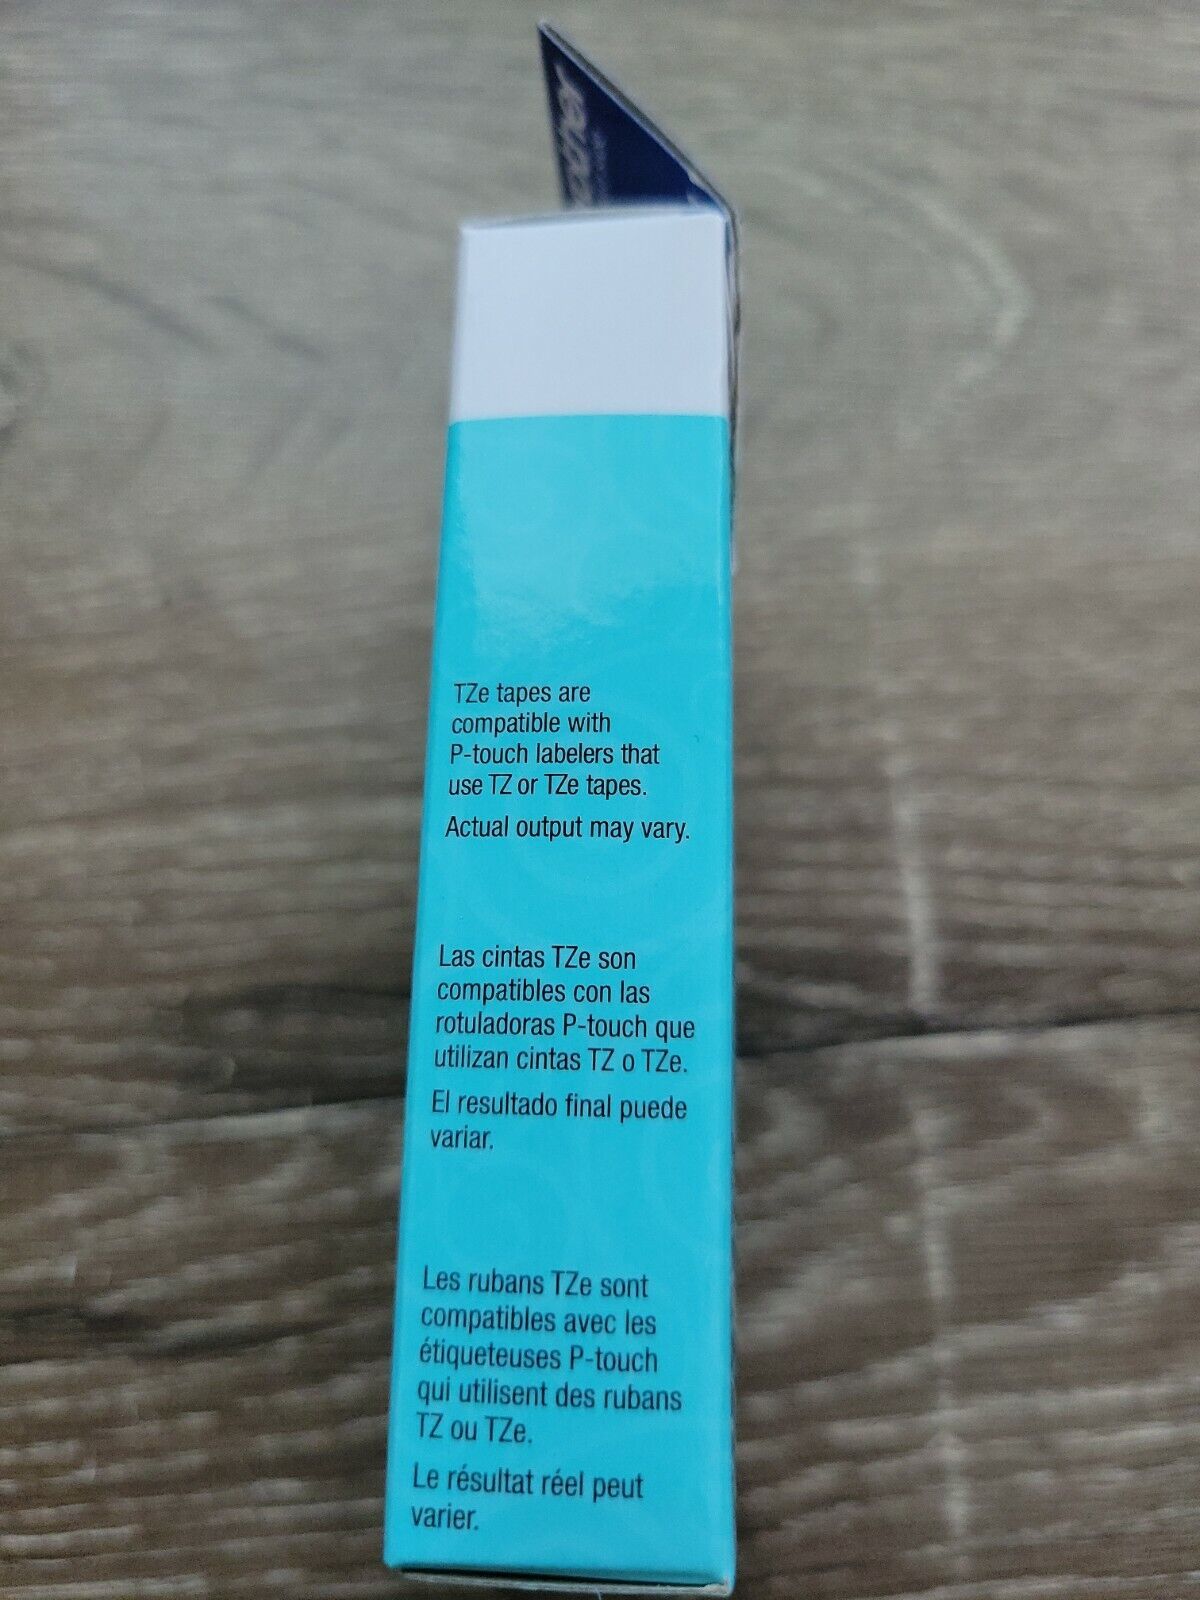 TZe tapes are
compatible with
P-touch labelers that
use TZ or TZe tapes.
Actual output may vary.
Las cintas TZe son
compatibles con las
rotuladoras P-touch que
utilizan cintas TZ o TZe.
El resultado final puede
variar.
Les rubans TZe sont
compatibles avec les
étiqueteuses P-touch
qui utilisent des rubans
TZ ou TZe.
Le résultat réel peut
varier.